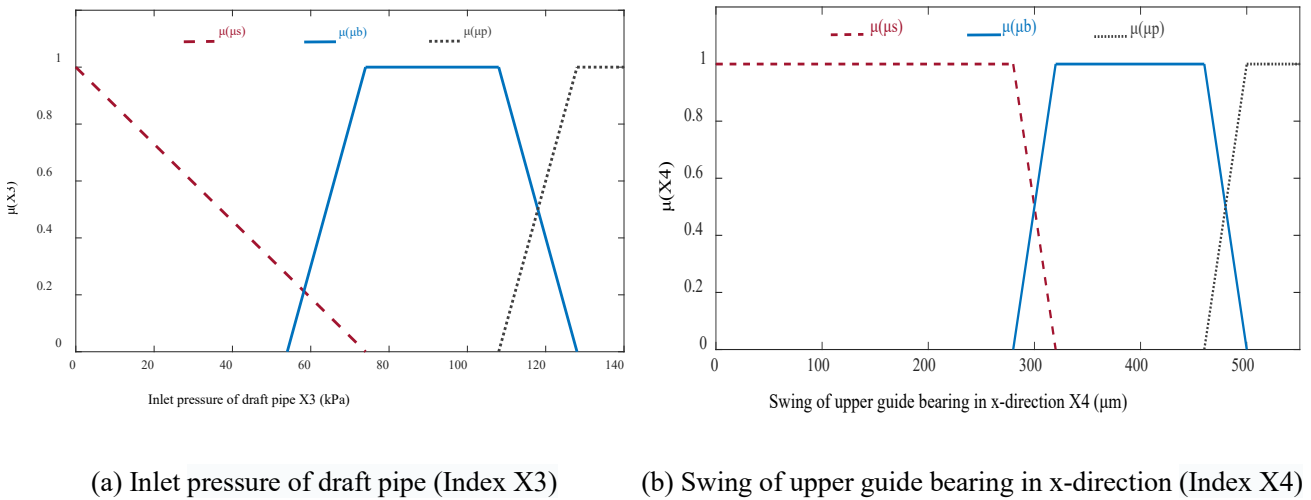 μ(μs) μ(μb) μ(μp)
1
0.8
0.6
0.4
0.2
0
μ(X3)
0 20 40 60 80 100 120 140
Inlet pressure of draft pipe X3 (kPa)
(a) Inlet pressure of draft pipe (Index X3)
μ(μs) μ(μb) μ(μp)
1
0.8
0.6
0.4
0.2
0
μ(X4)
0 100 200 300 400 500
Swing of upper guide bearing in x-direction X4 (μm)
(b) Swing of upper guide bearing in x-direction (Index X4)